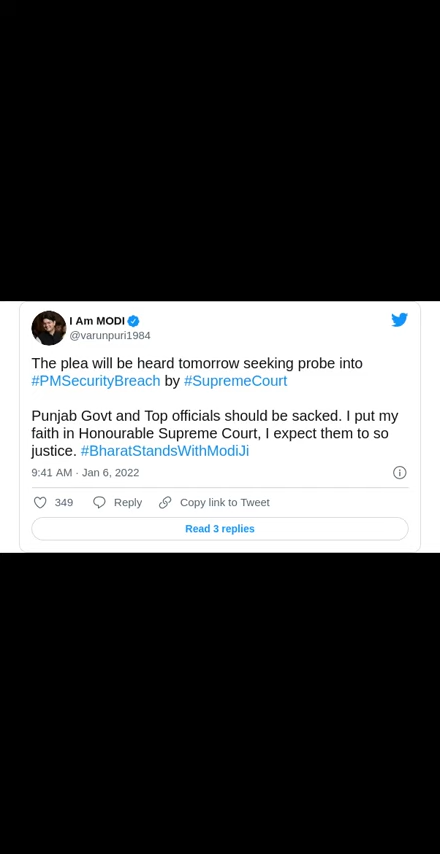 I Am MODI
@varunpuri1984
The plea will be heard tomorrow seeking probe into
#PMSecurityBreach by #SupremeCourt
Punjab Govt and Top officials should be sacked. I put my
faith in Honourable Supreme Court, I expect them to so
justice. #BharatStandsWithModiJi
9:41 AM · Jan 6, 2022
349 Reply Copy link to Tweet
Read 3 replies